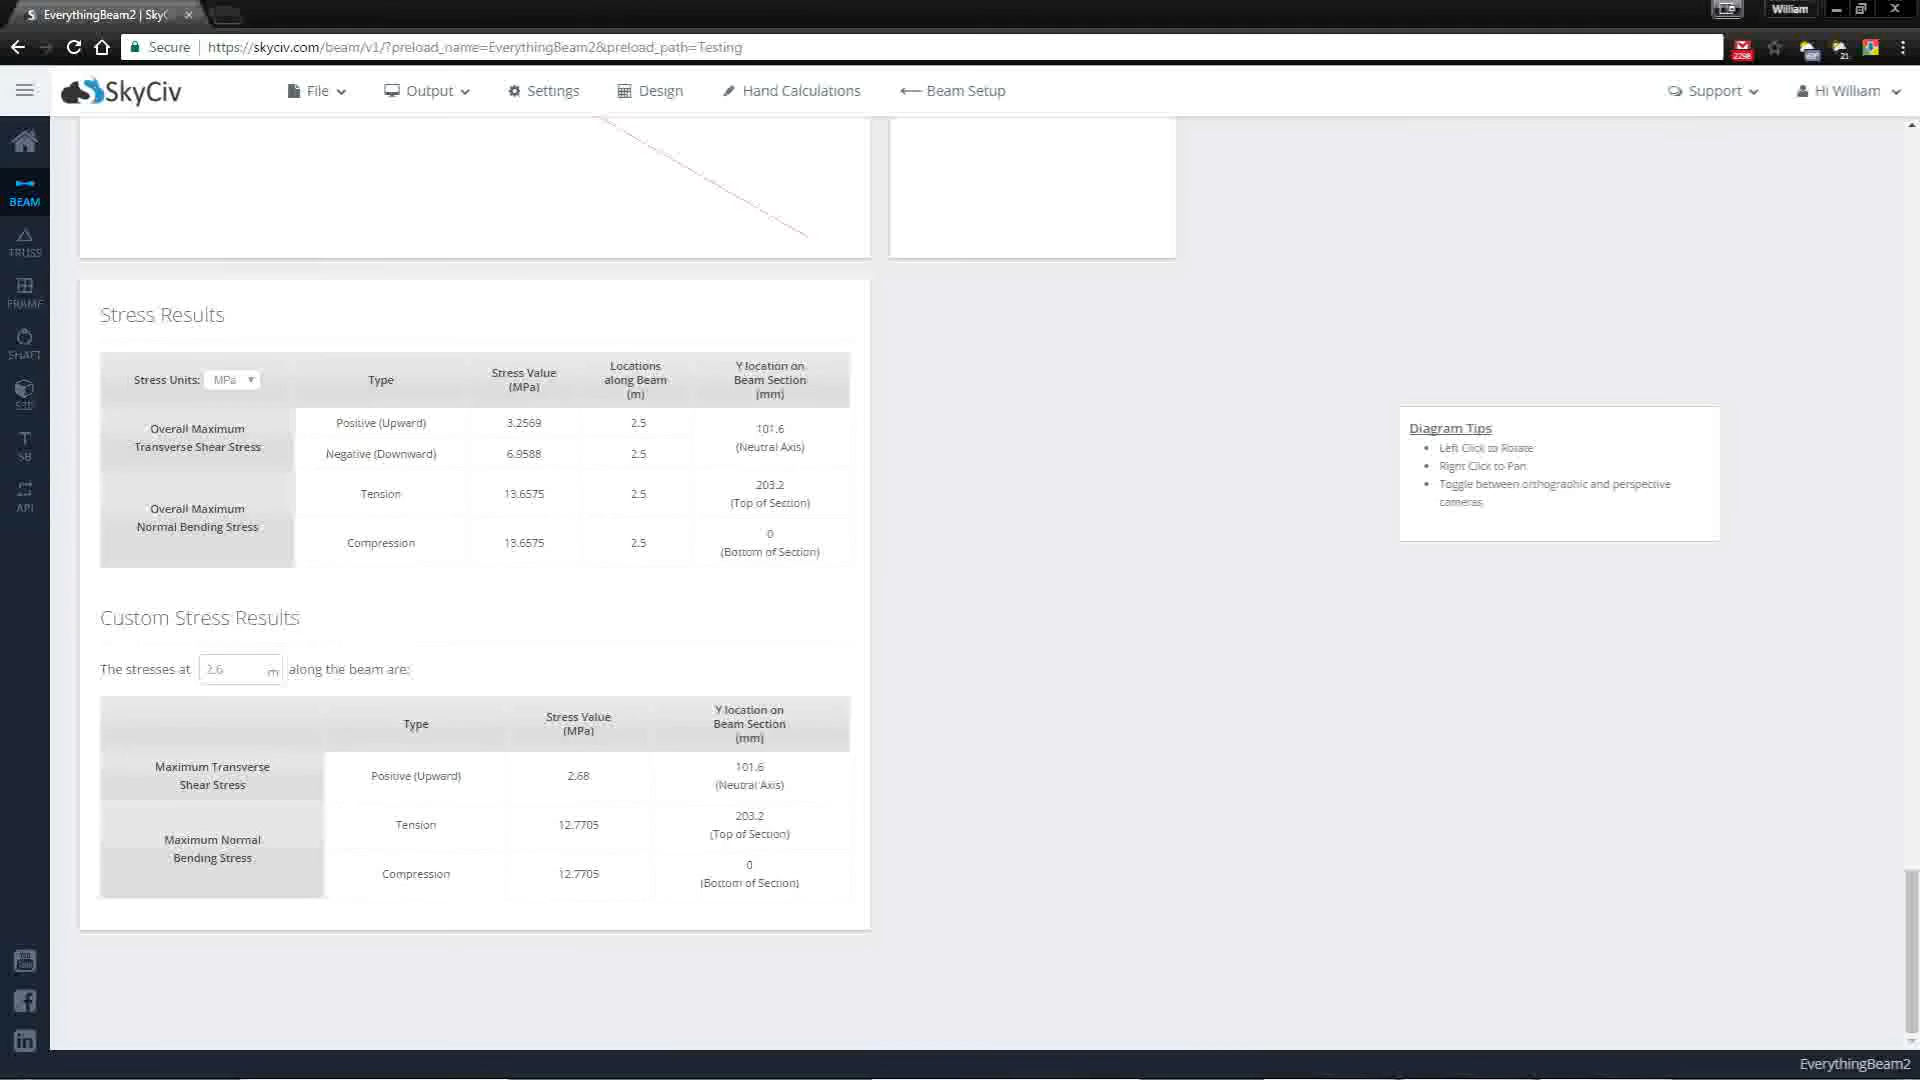 EverythingBeam2 | SkyC
William
Secure
https://skyciv.com/beam/v1/?preload_name=EverythingBeam2&preload_path=Testing
2258
21
SkyCiv
File
Output
Settings
Design
Hand Calculations
Beam Setup
Support
Hi William
BEAM
TRUSS
FRAME
SHAFT
S3D
SB
API
Stress Results
Stress Units: MPa
Type
Stress Value
(MPa)
Locations
along Beam
(m)
Y location on
Beam Section
(mm)
Overall Maximum
Transverse Shear Stress
Positive (Upward)
3.2569
2.5
101.6
(Neutral Axis)
Negative (Downward)
6.9588
2.5
Overall Maximum
Normal Bending Stress
Tension
13.6575
2.5
203.2
(Top of Section)
Compression
13.6575
2.5
0
(Bottom of Section)
Custom Stress Results
The stresses at 2.6 m along the beam are:
Type
Stress Value
(MPa)
Y location on
Beam Section
(mm)
Maximum Transverse
Shear Stress
Positive (Upward)
2.68
101.6
(Neutral Axis)
Maximum Normal
Bending Stress
Tension
12.7705
203.2
(Top of Section)
Compression
12.7705
0
(Bottom of Section)
Diagram Tips
Left Click to Rotate
Right Click to Pan
Toggle between orthographic and perspective
cameras
EverythingBeam2